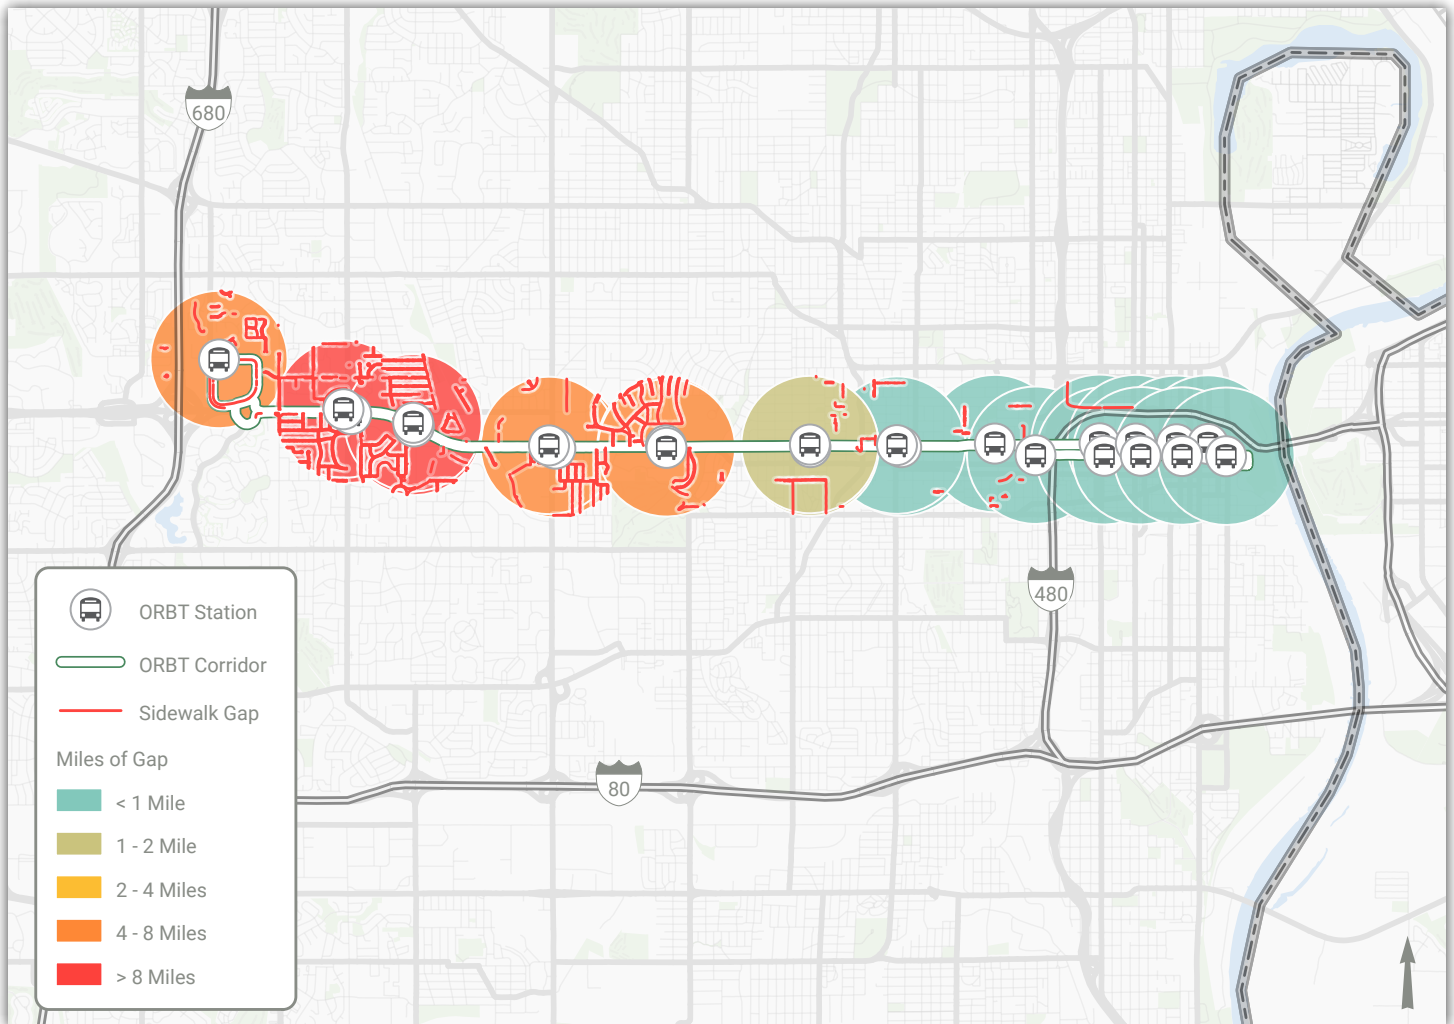 680
480
80
ORBT Station
ORBT Corridor
Sidewalk Gap
Miles of Gap
< 1 Mile
1 - 2 Mile
2 - 4 Miles
4 - 8 Miles
> 8 Miles